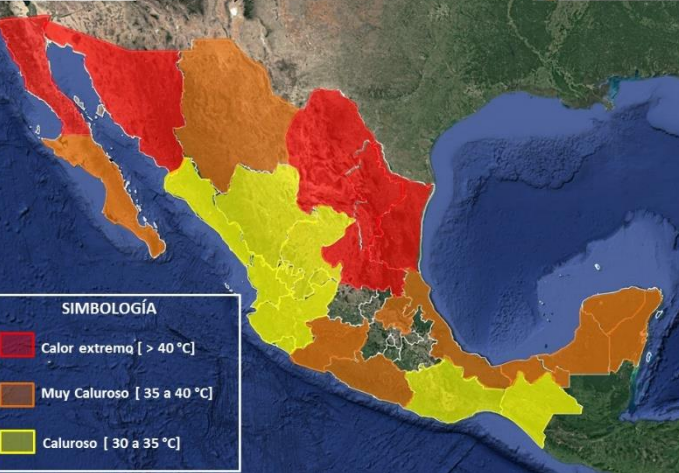 SIMBOLOGÍA
Calor extremo [ > 40 °C]
Muy Caluroso [ 35 a 40 °C]
Caluroso [ 30 a 35 °C]